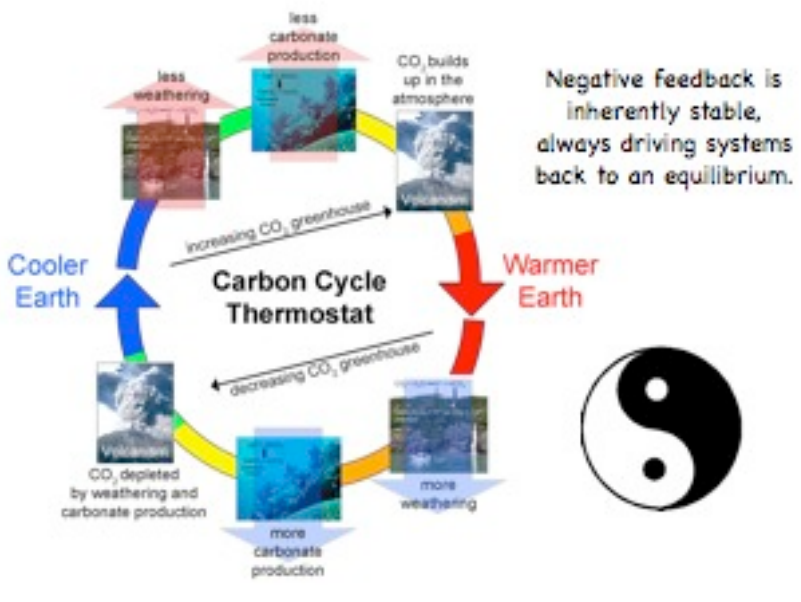 less
carbonate
production
CO2 builds
up in the
atmosphere
less
weathering
Negative feedback is
inherently stable,
always driving systems
back to an equilibrium.
Volcanism
increasing CO2 greenhouse
Cooler
Earth
Carbon Cycle
Thermostat
Warmer
Earth
decreasing CO2 greenhouse
Volcanism
CO2 depleted
by weathering and
carbonate production
more
weathering
more
carbonate
production